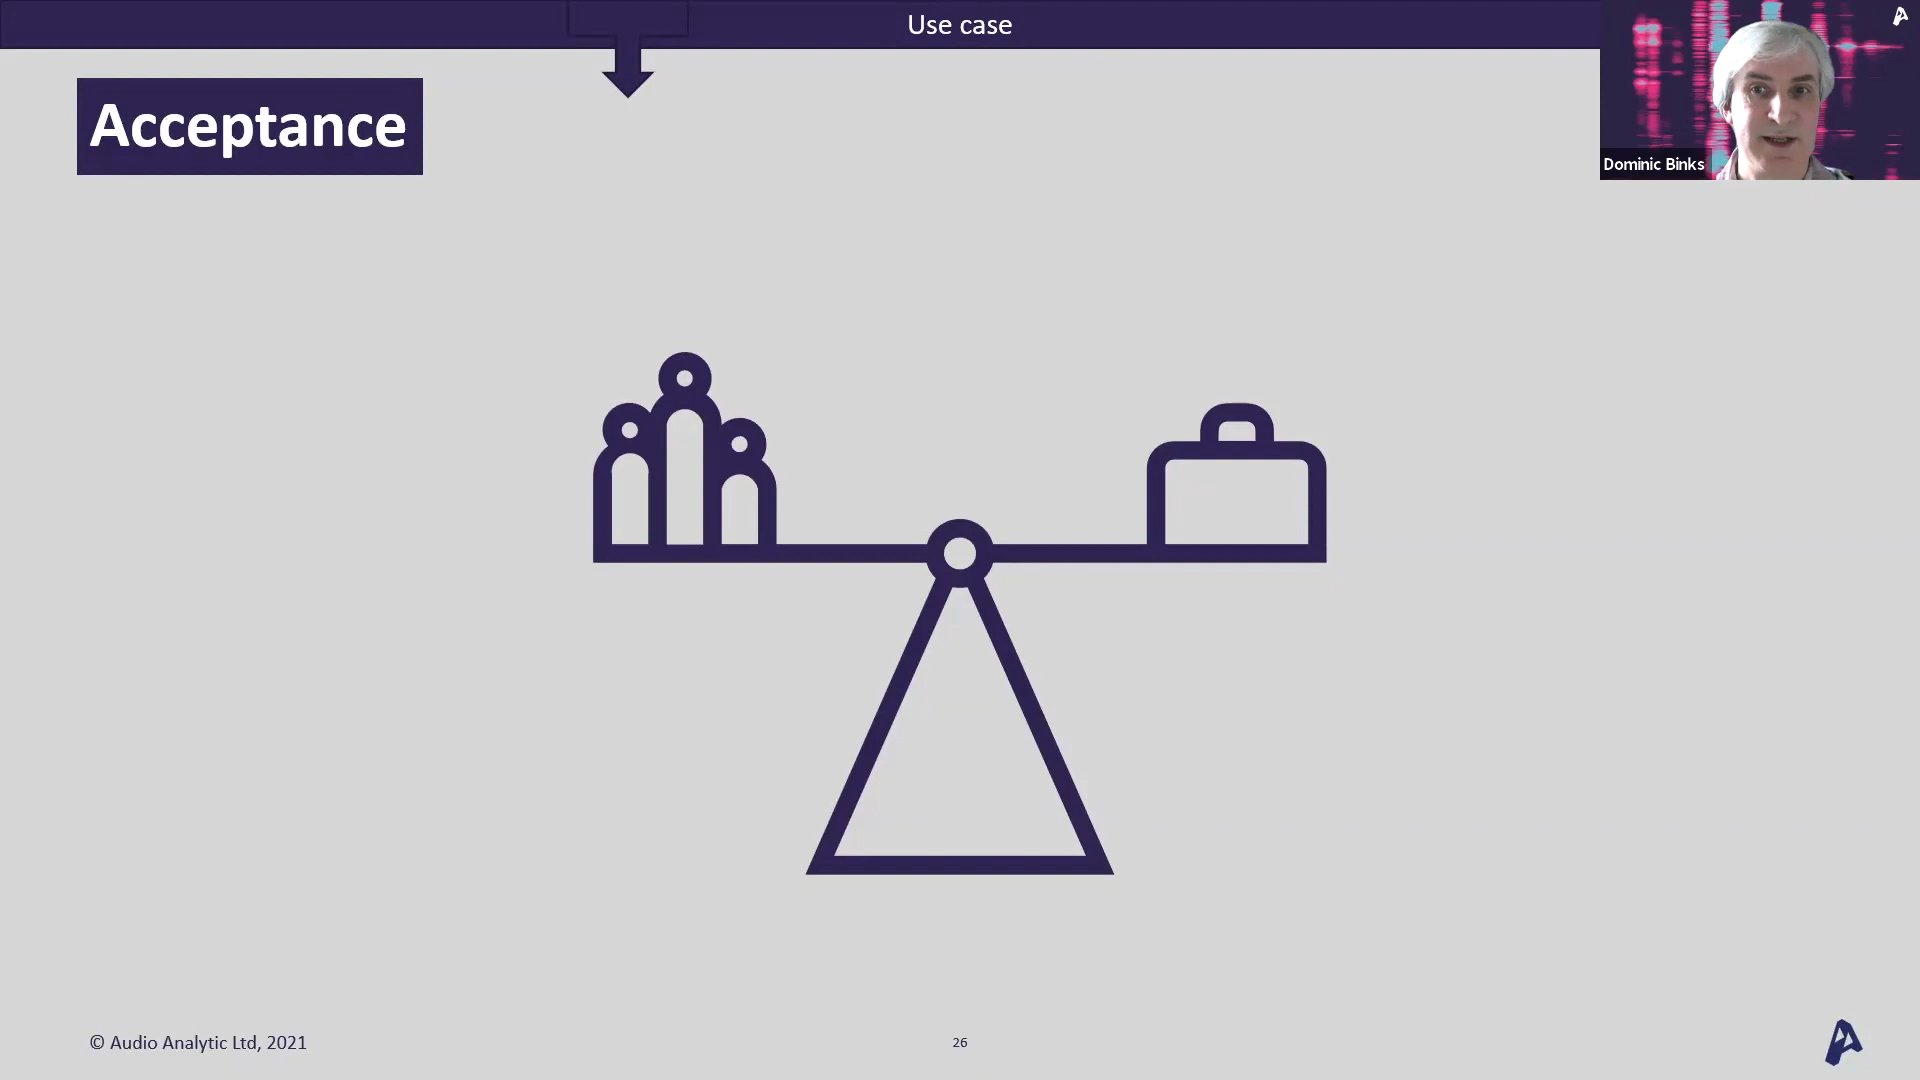 Use case
Acceptance
Dominic Binks
© Audio Analytic Ltd, 2021
26